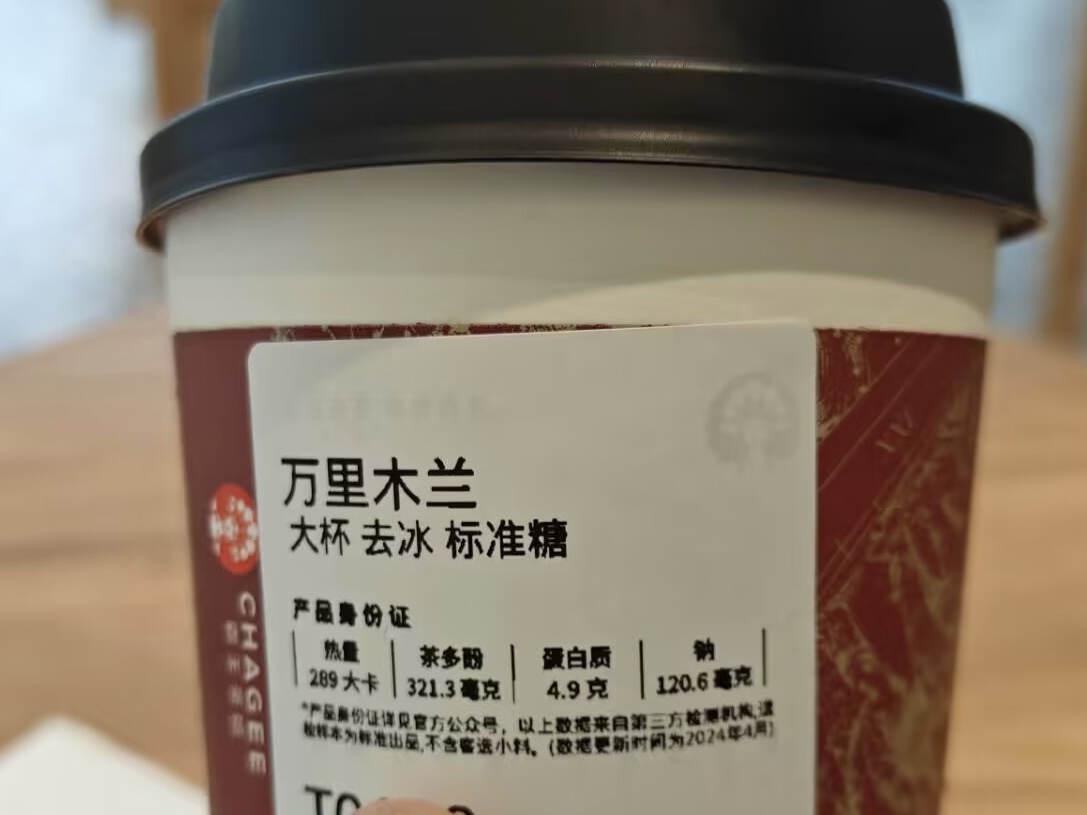 万里木兰
大杯 去冰 标准糖
产品身份证
热量 茶多酚 蛋白质 钠
289 大卡 321.3 毫克 4.9 克 120.6 毫克
*产品身份证详见官方公众号，以上数据来自第三方检测机构,送
检样本为标准出品,不含客选小料。(数据更新时间为2024年4月)
CHAGEE